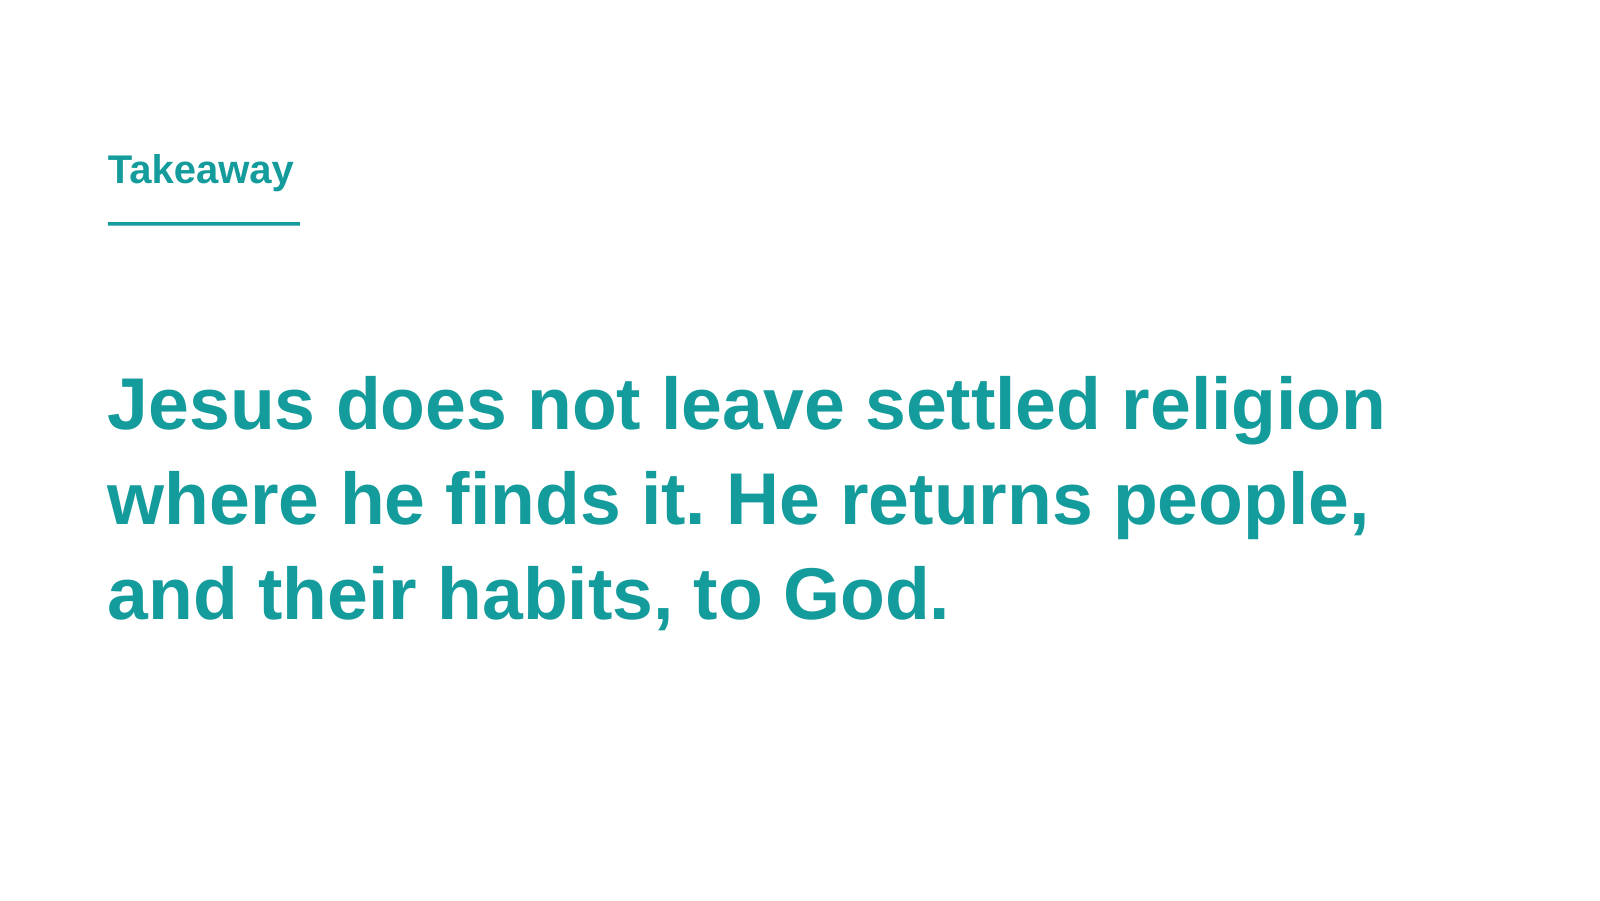 Takeaway
Jesus does not leave settled religion
where he finds it. He returns people,
and their habits, to God.